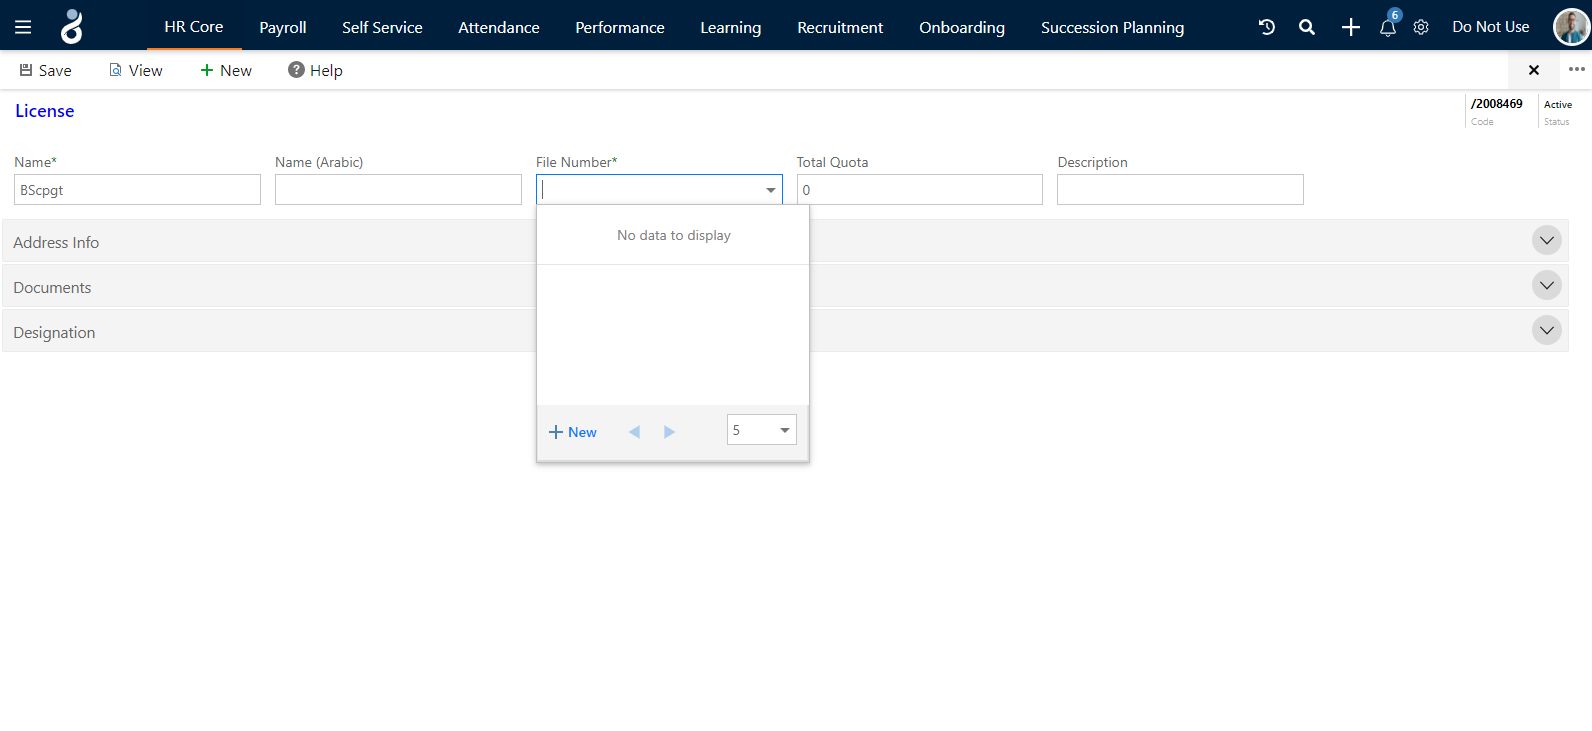 HR Core Payroll Self Service Attendance Performance Learning Recruitment Onboarding Succession Planning 6 Do Not Use
Save View New Help
License
/2008469 Active
Code Status
Name* Name (Arabic) File Number* Total Quota Description
BScpgt 0
No data to display
Address Info
Documents
Designation
New 5